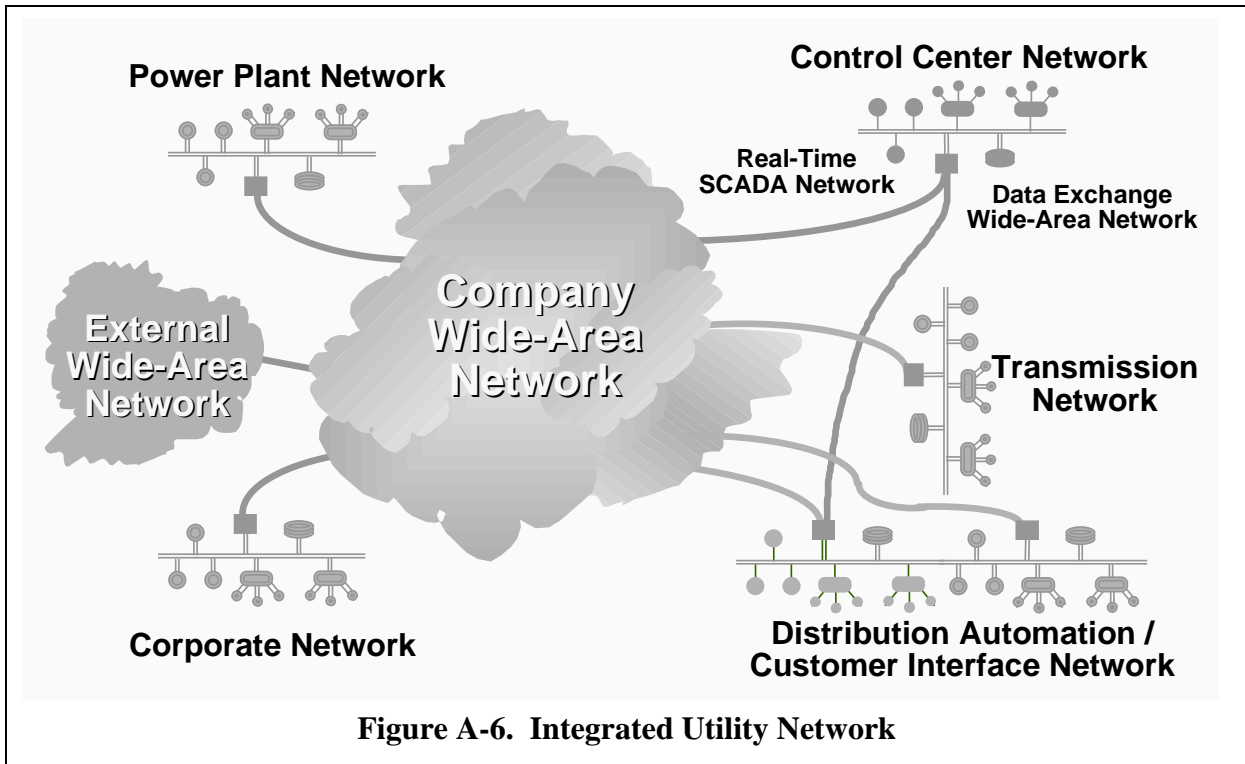 Power Plant Network
Control Center Network
Real-Time
SCADA Network
Data Exchange
Wide-Area Network
Company
Wide-Area
Network
External
Wide-Area
Network
Transmission
Network
Corporate Network
Distribution Automation /
Customer Interface Network
Figure A-6. Integrated Utility Network